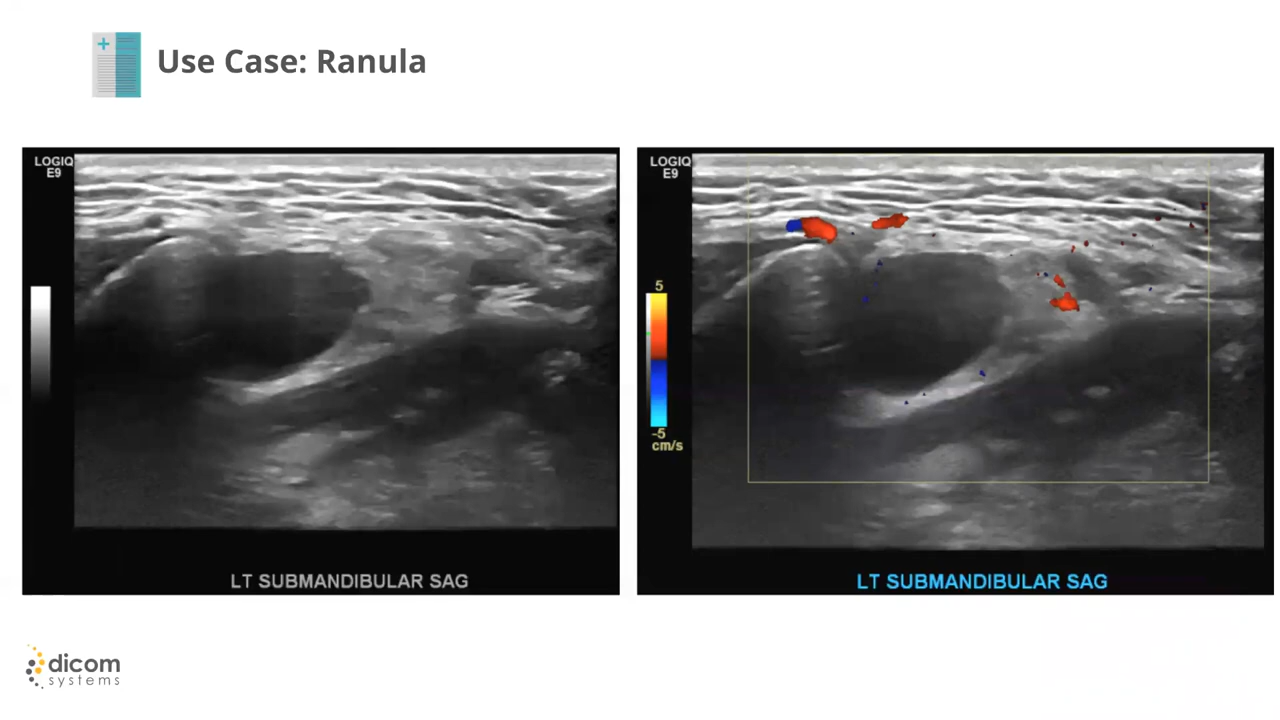 Use Case: Ranula
LOGIQ
E9
LT SUBMANDIBULAR SAG
LOGIQ
E9
5
-5
cm/s
LT SUBMANDIBULAR SAG
dicom
systems